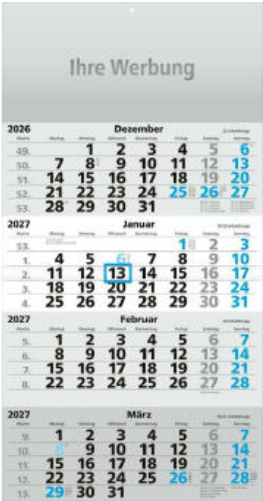 Ihre Werbung
2026 Dezember
49. 1 2 3 4 5 6
50. 7 8 9 10 11 12 13
51. 14 15 16 17 18 19 20
52. 21 22 23 24 25 26 27
53. 28 29 30 31
2027 Januar
53. 1 2 3
1. 4 5 6 7 8 9 10
2. 11 12 13 14 15 16 17
3. 18 19 20 21 22 23 24
4. 25 26 27 28 29 30 31
2027 Februar
5. 1 2 3 4 5 6 7
6. 8 9 10 11 12 13 14
7. 15 16 17 18 19 20 21
8. 22 23 24 25 26 27 28
2027 März
9. 1 2 3 4 5 6 7
10. 8 9 10 11 12 13 14
11. 15 16 17 18 19 20 21
12. 22 23 24 25 26 27 28
13. 29 30 31